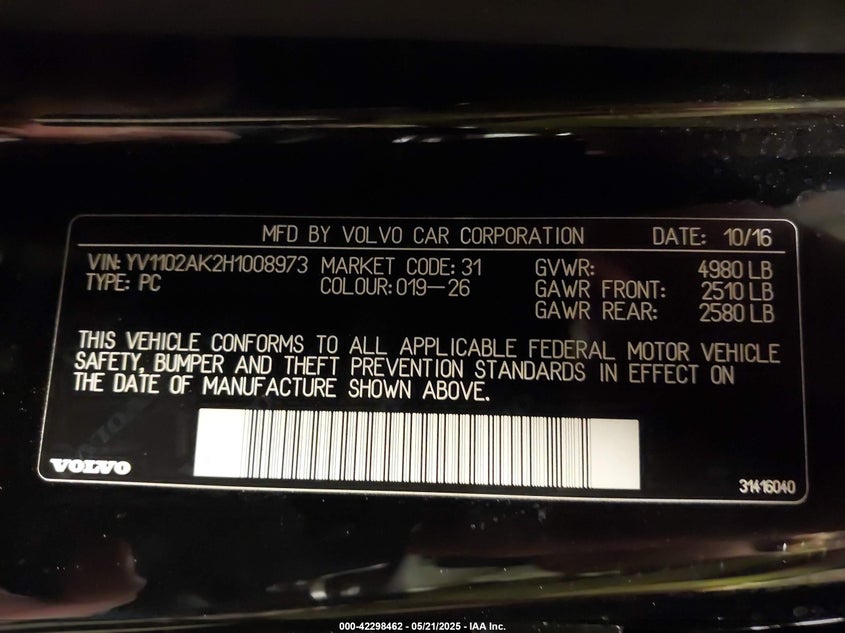 MFD BY VOLVO CAR CORPORATION DATE: 10/16
VIN: YV1102AK2H1008973 MARKET CODE: 31 GVWR: 4980 LB
TYPE: PC COLOUR: 019-26 GAWR FRONT: 2510 LB
GAWR REAR: 2580 LB
THIS VEHICLE CONFORMS TO ALL APPLICABLE FEDERAL MOTOR VEHICLE
SAFETY, BUMPER AND THEFT PREVENTION STANDARDS IN EFFECT ON
THE DATE OF MANUFACTURE SHOWN ABOVE.
VOLVO
31416040
000-42298462 - 05/21/2025 - IAA Inc.